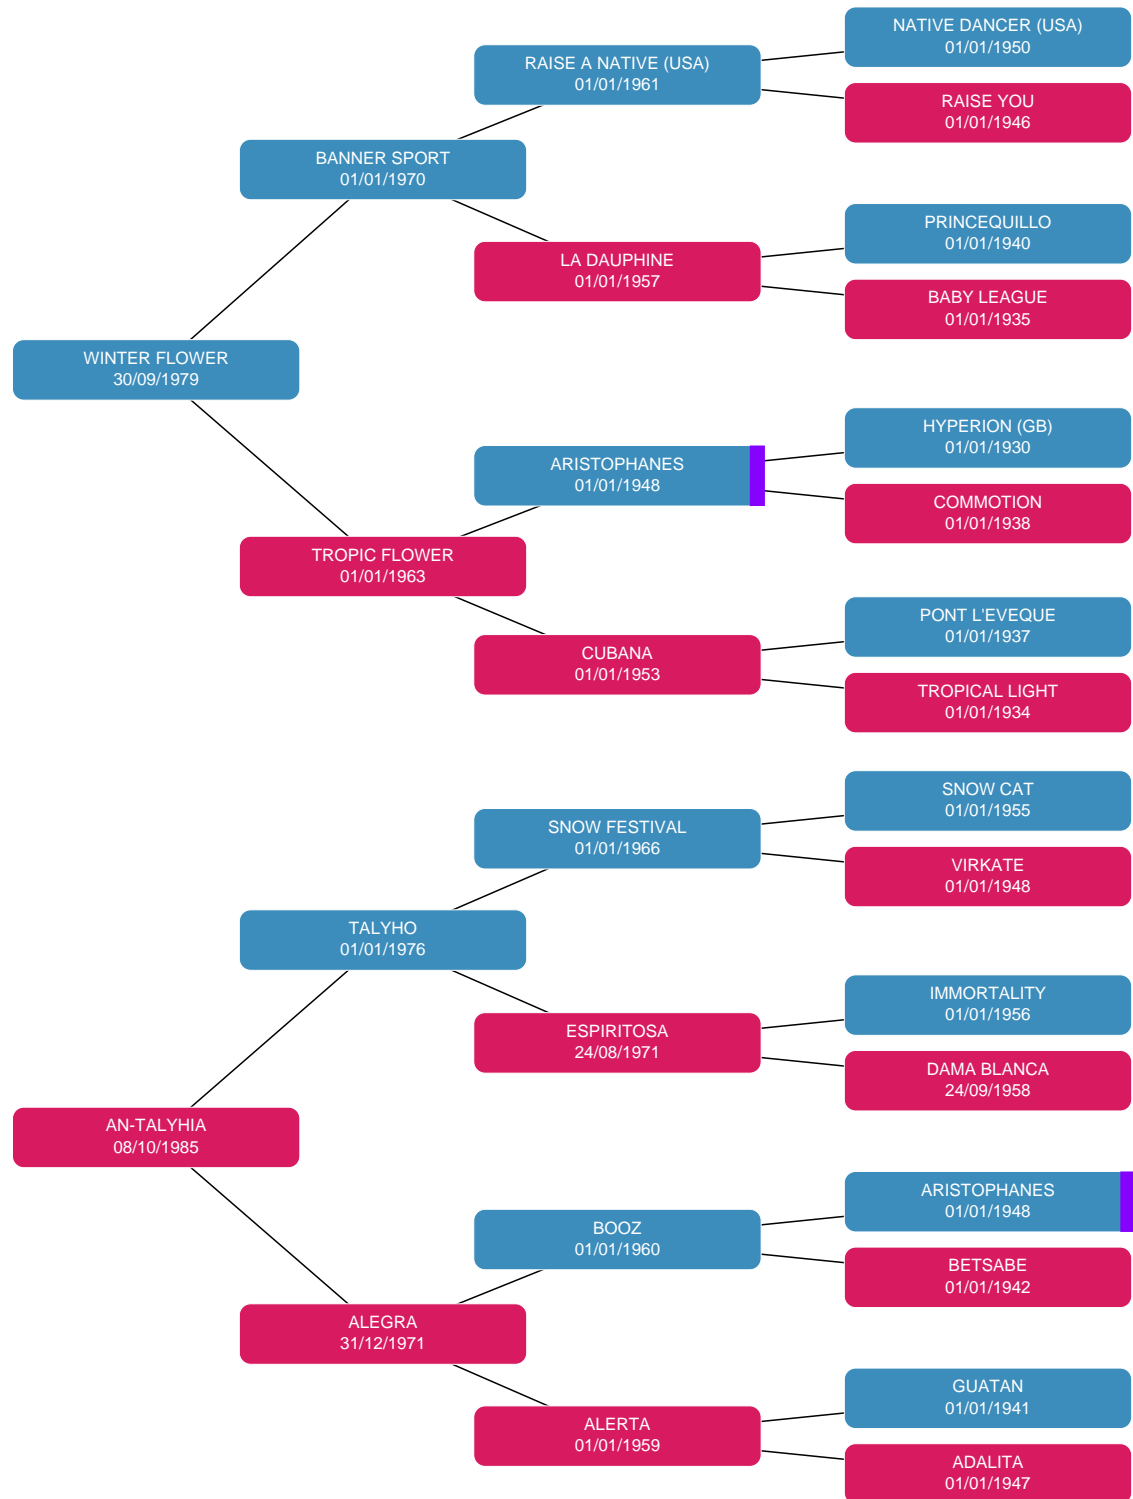 NATIVE DANCER (USA)
01/01/1950
RAISE A NATIVE (USA)
01/01/1961
RAISE YOU
01/01/1946
BANNER SPORT
01/01/1970
PRINCEQUILLO
01/01/1940
LA DAUPHINE
01/01/1957
BABY LEAGUE
01/01/1935
WINTER FLOWER
30/09/1979
HYPERION (GB)
01/01/1930
ARISTOPHANES
01/01/1948
COMMOTION
01/01/1938
TROPIC FLOWER
01/01/1963
PONT L'EVEQUE
01/01/1937
CUBANA
01/01/1953
TROPICAL LIGHT
01/01/1934
SNOW CAT
01/01/1955
SNOW FESTIVAL
01/01/1966
VIRKATE
01/01/1948
TALYHO
01/01/1976
IMMORTALITY
01/01/1956
ESPIRITOSA
24/08/1971
DAMA BLANCA
24/09/1958
AN-TALYHIA
08/10/1985
ARISTOPHANES
01/01/1948
BOOZ
01/01/1960
BETSABE
01/01/1942
ALEGRA
31/12/1971
GUATAN
01/01/1941
ALERTA
01/01/1959
ADALITA
01/01/1947